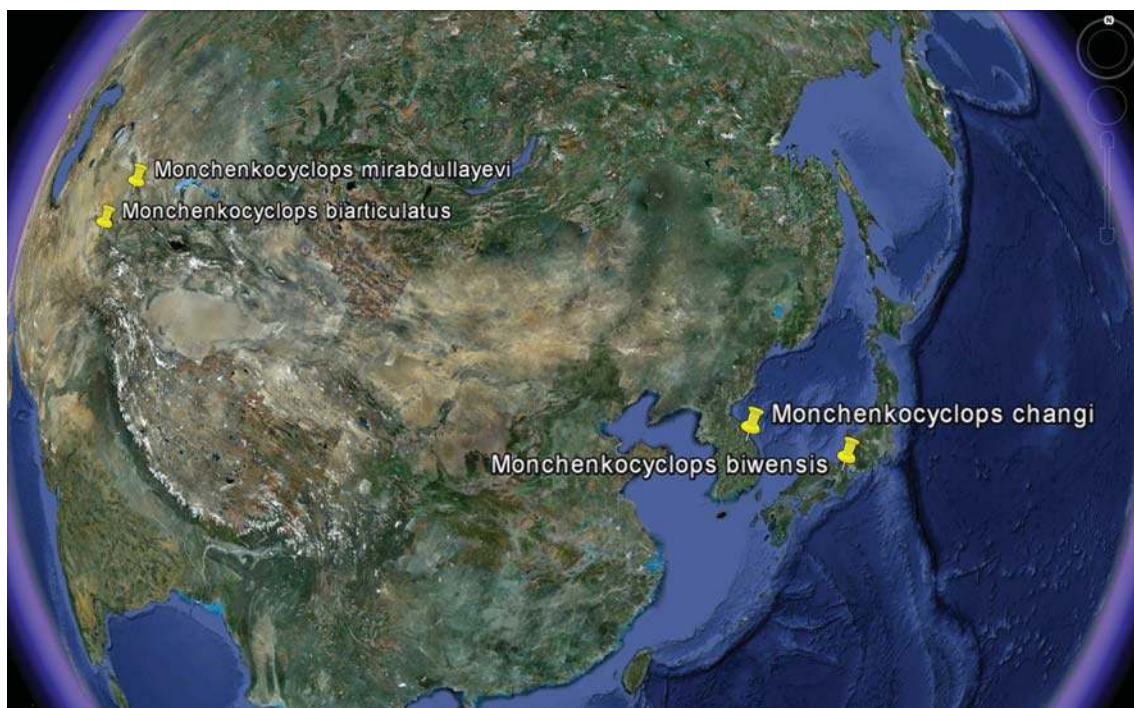 N
Monchenkocyclops mirabdullayevi
Monchenkocyclops biarticulatus
Monchenkocyclops changi
Monchenkocyclops biwensis